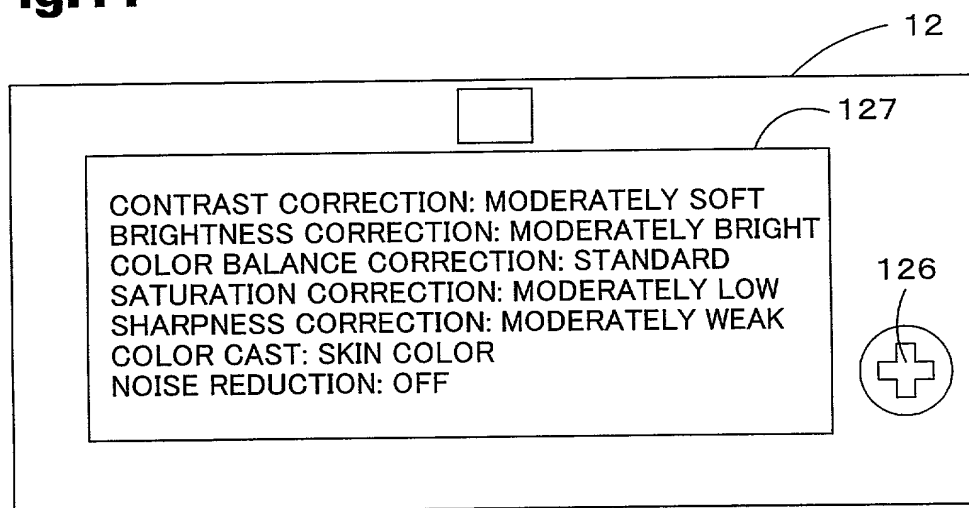 12
127
CONTRAST CORRECTION: MODERATELY SOFT
BRIGHTNESS CORRECTION: MODERATELY BRIGHT
COLOR BALANCE CORRECTION: STANDARD
SATURATION CORRECTION: MODERATELY LOW
SHARPNESS CORRECTION: MODERATELY WEAK
COLOR CAST: SKIN COLOR
NOISE REDUCTION: OFF
126